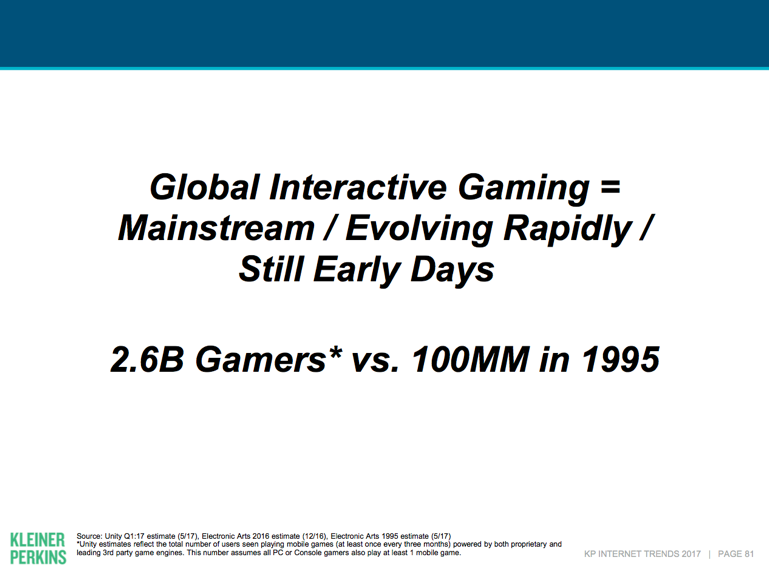 Global Interactive Gaming =
Mainstream / Evolving Rapidly /
Still Early Days
2.6B Gamers* vs. 100MM in 1995
KLEINER
PERKINS
Source: Unity Q1:17 estimate (5/17), Electronic Arts 2016 estimate (12/16), Electronic Arts 1995 estimate (5/17)
*Unity estimates reflect the total number of users seen playing mobile games (at least once every three months) powered by both proprietary and
leading 3rd party game engines. This number assumes all PC or Console gamers also play at least 1 mobile game.
KP INTERNET TRENDS 2017 | PAGE 81